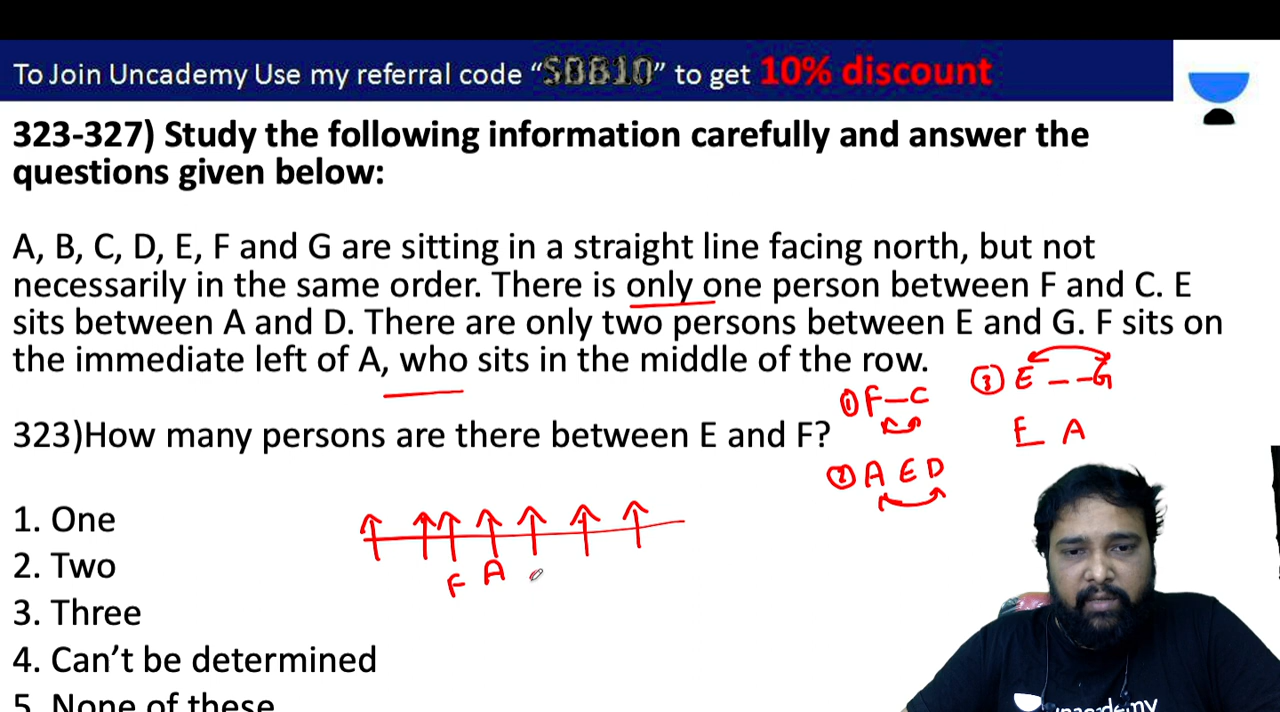 To Join Uncademy Use my referral code “SBB10” to get 10% discount
323-327) Study the following information carefully and answer the
questions given below:
A, B, C, D, E, F and G are sitting in a straight line facing north, but not
necessarily in the same order. There is only one person between F and C. E
sits between A and D. There are only two persons between E and G. F sits on
the immediate left of A, who sits in the middle of the row.
① F – C
③ E – – G
323)How many persons are there between E and F?
E A
② A E D
1. One
2. Two
F A
3. Three
4. Can’t be determined
5. None of these
unacademy